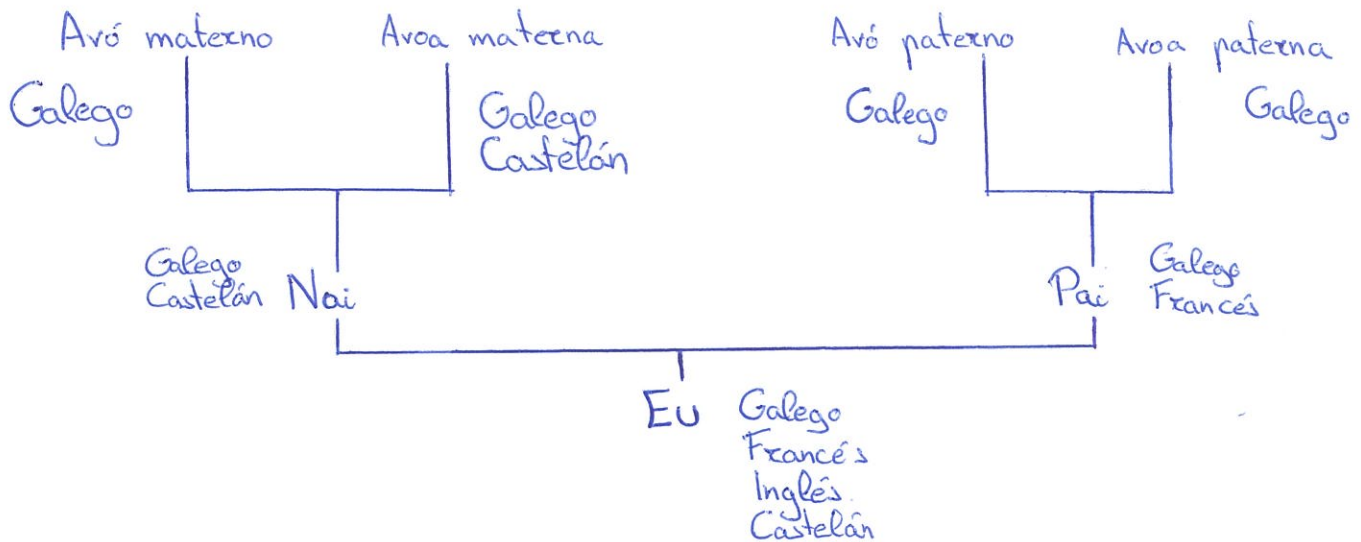 Avó materno
Avoa materna
Avó paterno
Avoa paterna
Galego
Galego
Castelán
Galego
Galego
Galego
Castelán
Nai
Pai
Galego
Francés
Eu
Galego
Francés
Inglés
Castelán